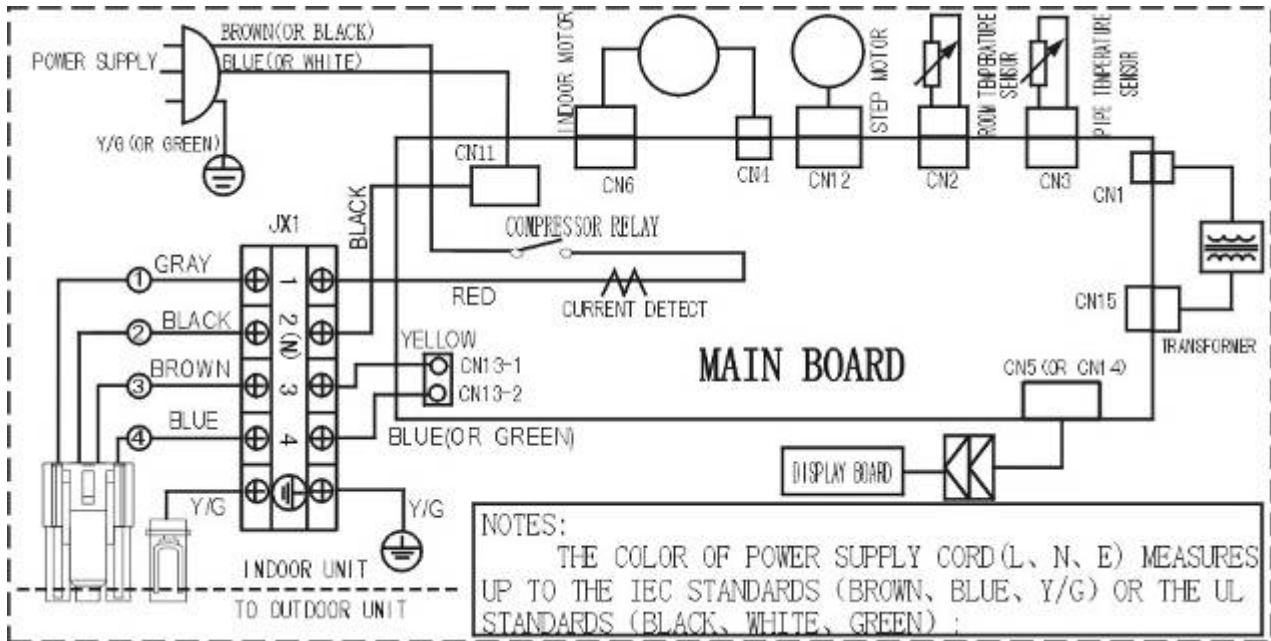 BROWN(OR BLACK)
POWER SUPPLY
BLUE(OR WHITE)
Y/G(OR GREEN)
INDOOR MOTOR
STEP MOTOR
ROOM TEMPERATURE
SENSOR
PIPE TEMPERATURE
SENSOR
CN11
CN6
CN4
CN12
CN2
CN3
CN1
BLACK
JX1
COMPRESSOR RELAY
1 GRAY
1
RED
CURRENT DETECT
CN15
TRANSFORMER
2 BLACK
2(N)
YELLOW
CN13-1
CN13-2
MAIN BOARD
CN5(OR CN14)
3 BROWN
3
4 BLUE
4
BLUE(OR GREEN)
DISPLAY BOARD
Y/G
Y/G
INDOOR UNIT
TO OUTDOOR UNIT
NOTES:
THE COLOR OF POWER SUPPLY CORD(L、N、E) MEASURES
UP TO THE IEC STANDARDS (BROWN、BLUE、Y/G) OR THE UL
STANDARDS (BLACK、WHITE、GREEN) ;